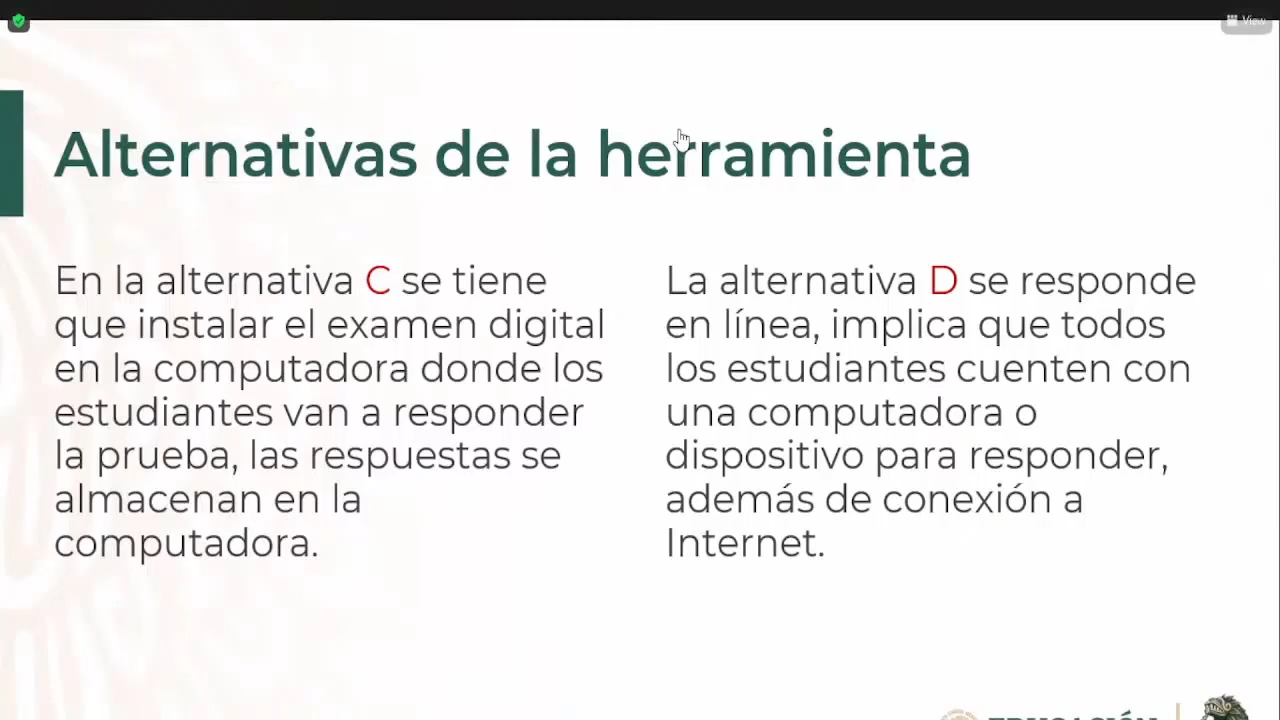 View
Alternativas de la herramienta
En la alternativa C se tiene
que instalar el examen digital
en la computadora donde los
estudiantes van a responder
la prueba, las respuestas se
almacenan en la
computadora.
La alternativa D se responde
en línea, implica que todos
los estudiantes cuenten con
una computadora o
dispositivo para responder,
además de conexión a
Internet.
EDUCACIÓN